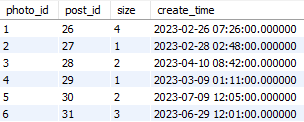 photo_id post_id size create_time
1 26 4 2023-02-26 07:26:00.000000
2 27 1 2023-02-28 02:48:00.000000
3 28 2 2023-04-10 08:42:00.000000
4 29 1 2023-03-09 01:11:00.000000
5 30 2 2023-07-09 12:05:00.000000
6 31 3 2023-06-29 12:01:00.000000